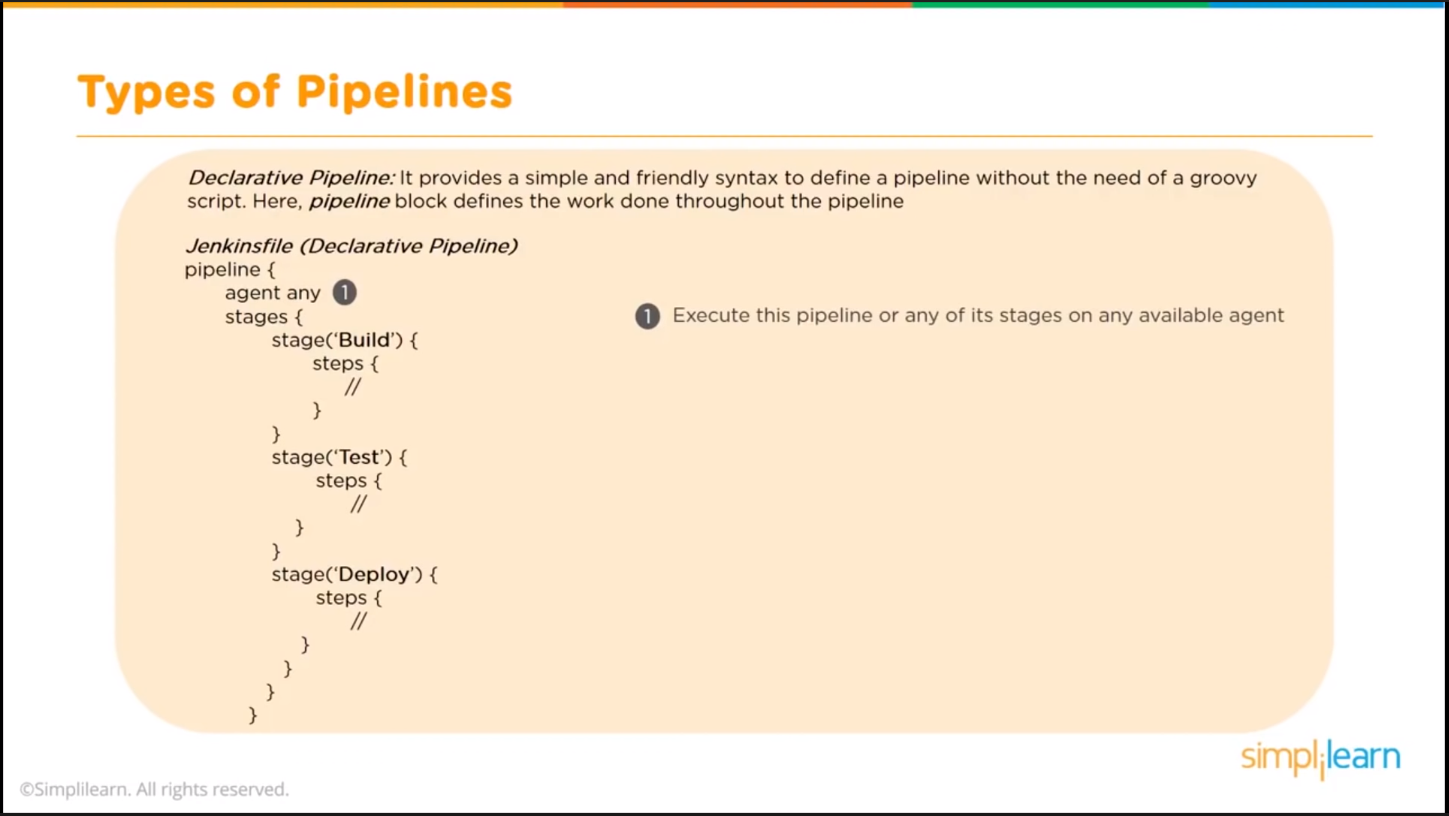 Types of Pipelines
Declarative Pipeline: It provides a simple and friendly syntax to define a pipeline without the need of a groovy
script. Here, pipeline block defines the work done throughout the pipeline
Jenkinsfile (Declarative Pipeline)
pipeline {
agent any 1
stages {
1 Execute this pipeline or any of its stages on any available agent
stage(‘Build’) {
steps {
//
}
}
stage(‘Test’) {
steps {
//
}
}
stage(‘Deploy’) {
steps {
//
}
}
}
}
simplilearn
©Simplilearn. All rights reserved.